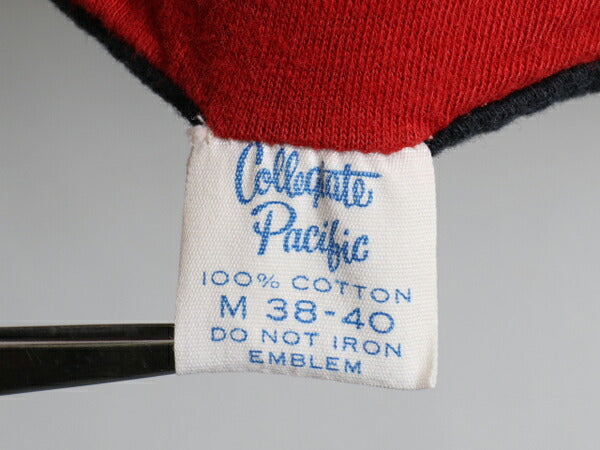 Collegiate
Pacific
100% COTTON
M 38-40
DO NOT IRON
EMBLEM